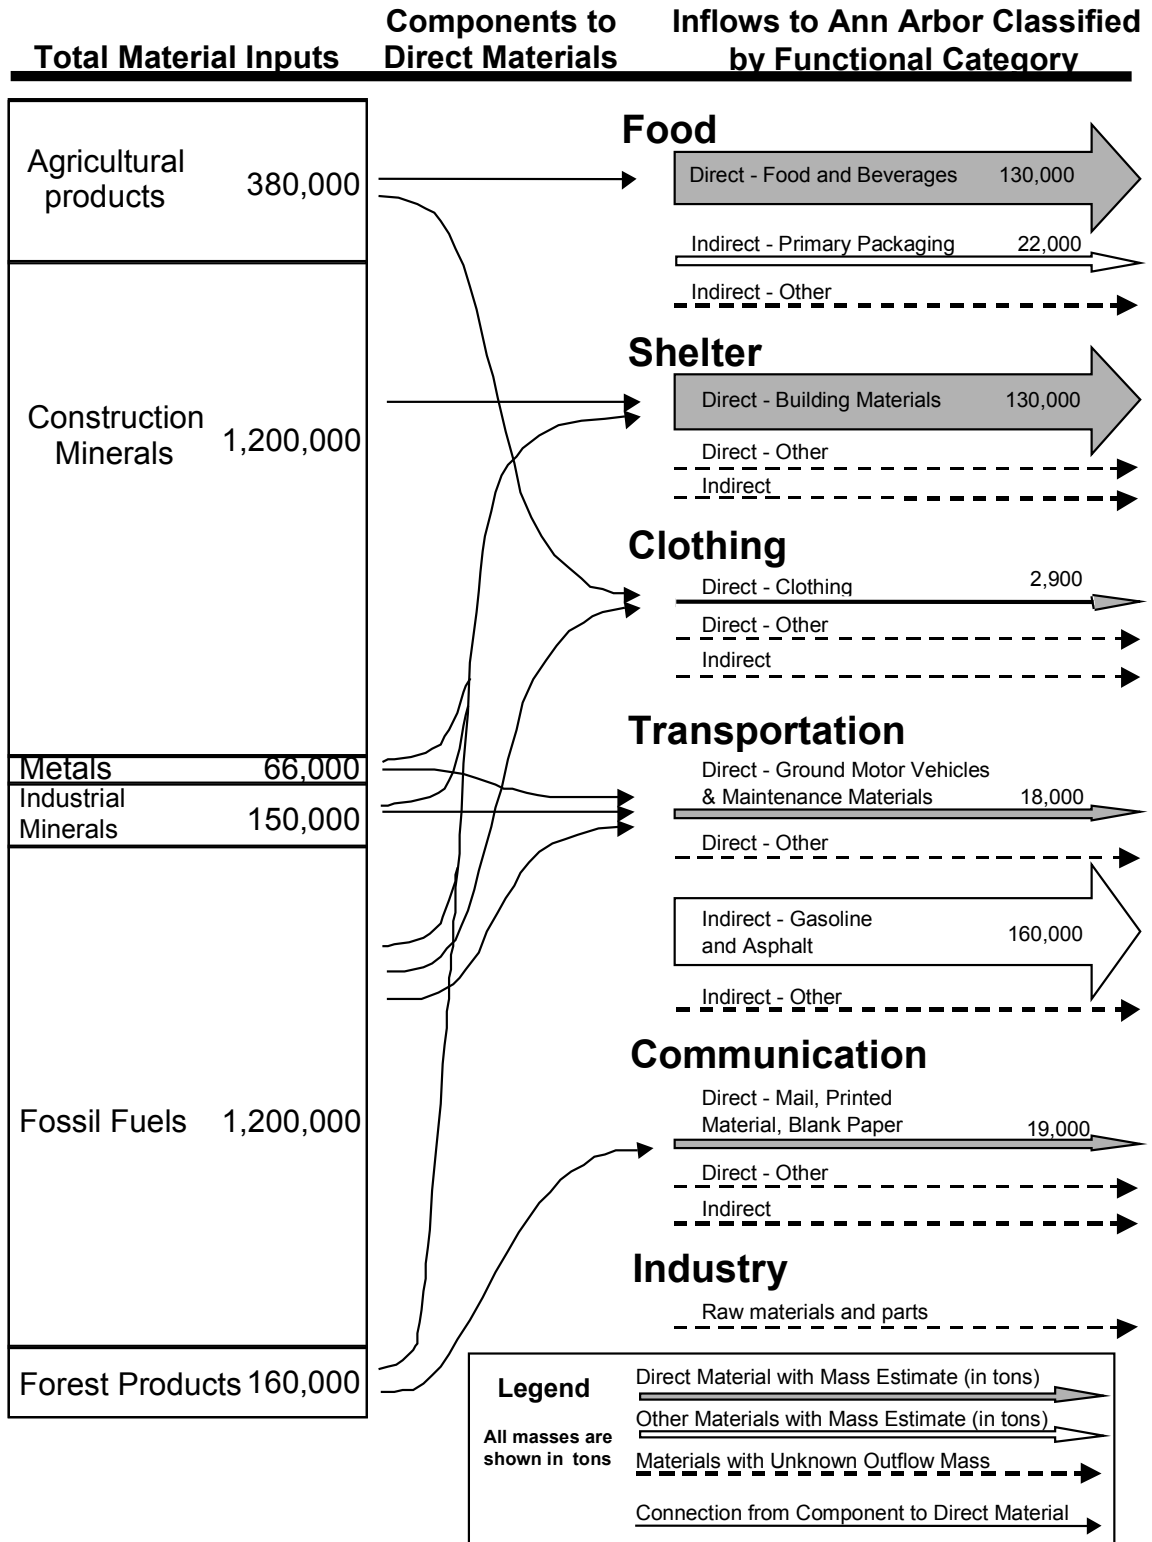 Total Material Inputs
Components to
Direct Materials
Inflows to Ann Arbor Classified
by Functional Category
Agricultural
products
380,000
Construction
Minerals
1,200,000
Metals 66,000
Industrial
Minerals
150,000
Fossil Fuels 1,200,000
Forest Products 160,000
Food
Direct - Food and Beverages 130,000
Indirect - Primary Packaging 22,000
Indirect - Other
Shelter
Direct - Building Materials 130,000
Direct - Other
Indirect
Clothing
Direct - Clothing 2,900
Direct - Other
Indirect
Transportation
Direct - Ground Motor Vehicles
& Maintenance Materials 18,000
Direct - Other
Indirect - Gasoline
and Asphalt
160,000
Indirect - Other
Communication
Direct - Mail, Printed
Material, Blank Paper 19,000
Direct - Other
Indirect
Industry
Raw materials and parts
Legend
All masses are
shown in tons
Direct Material with Mass Estimate (in tons)
Other Materials with Mass Estimate (in tons)
Materials with Unknown Outflow Mass
Connection from Component to Direct Material